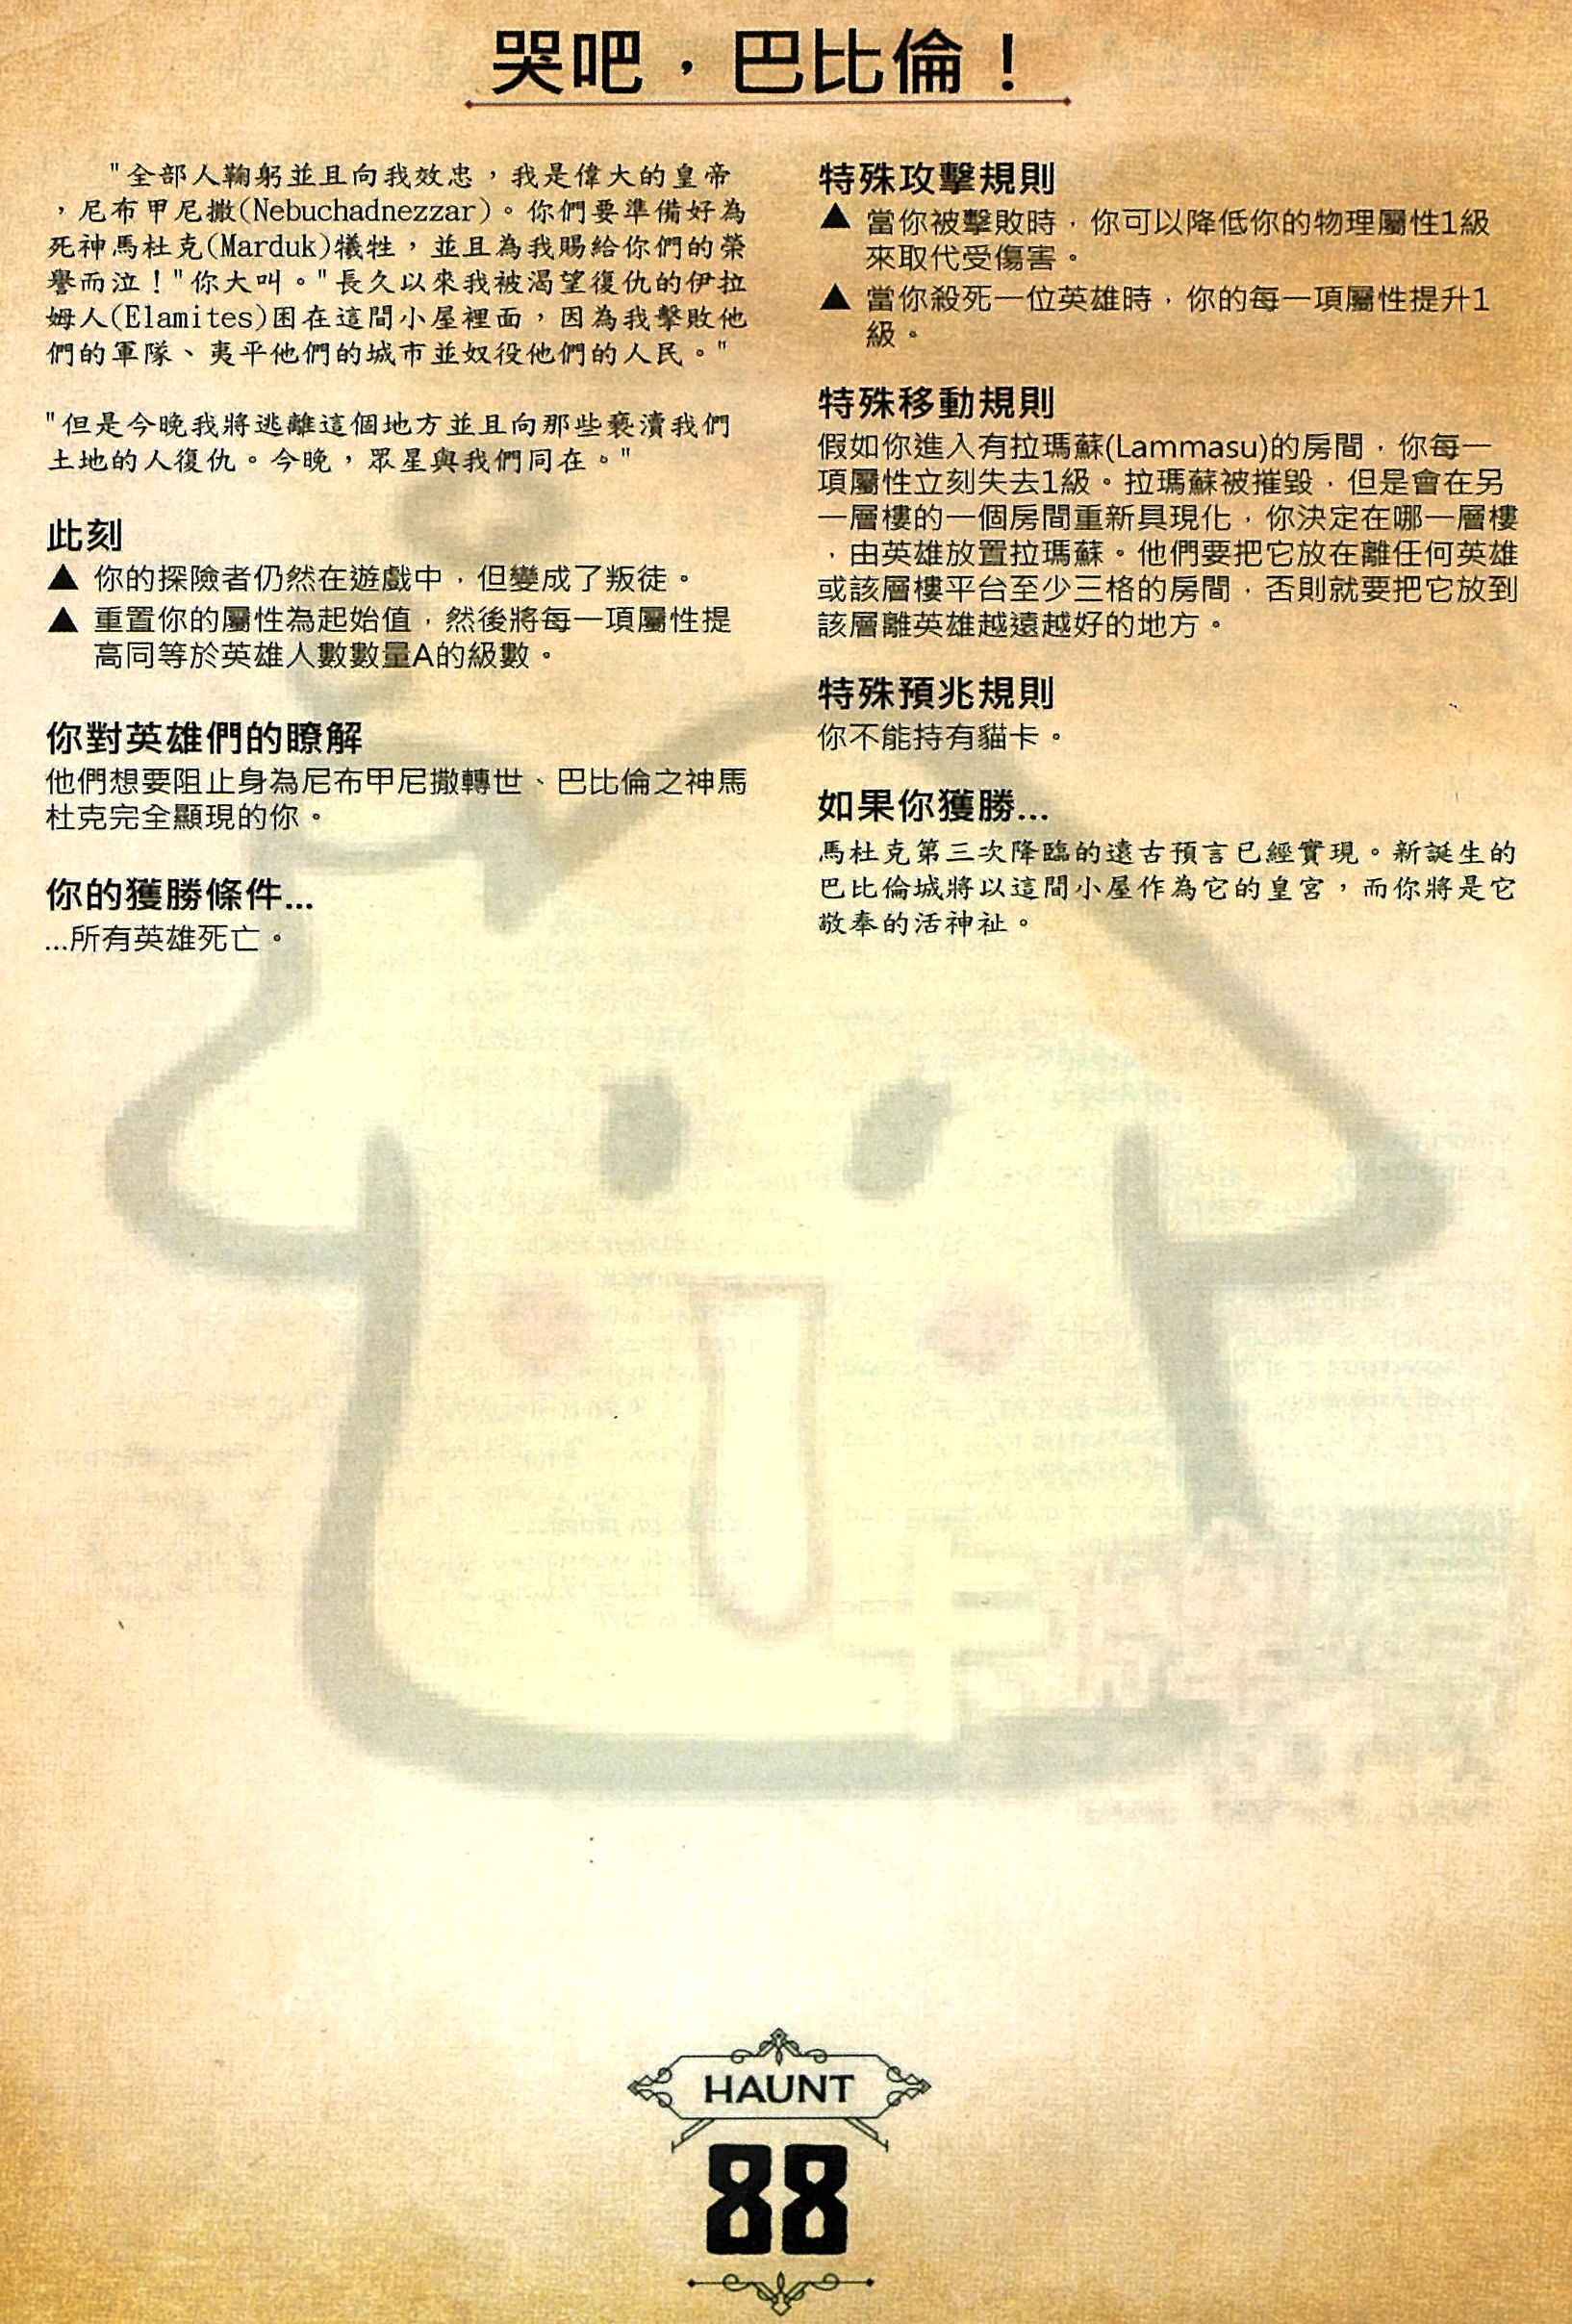 哭吧，巴比倫！
"全部人鞠躬並且向我效忠，我是偉大的皇帝
，尼布甲尼撒(Nebuchadnezzar)。你們要準備好為
死神馬杜克(Marduk)犧牲，並且為我賜給你們的榮
譽而泣！"你大叫。"長久以來我被渴望復仇的伊拉
姆人(Elamites)困在這間小屋裡面，因為我擊敗他
們的軍隊、夷平他們的城市並奴役他們的人民。"
"但是今晚我將逃離這個地方並且向那些褻瀆我們
土地的人復仇。今晚，眾星與我們同在。"
此刻
▲ 你的探險者仍然在遊戲中，但變成了叛徒。
▲ 重置你的屬性為起始值，然後將每一項屬性提
高同等於英雄人數數量A的級數。
你對英雄們的瞭解
他們想要阻止身為尼布甲尼撒轉世、巴比倫之神馬
杜克完全顯現的你。
你的獲勝條件...
...所有英雄死亡。
特殊攻擊規則
▲ 當你被擊敗時，你可以降低你的物理屬性1級
來取代受傷害。
▲ 當你殺死一位英雄時，你的每一項屬性提升1
級。
特殊移動規則
假如你進入有拉瑪蘇(Lammasu)的房間，你每一
項屬性立刻失去1級。拉瑪蘇被摧毀，但是會在另
一層樓的一個房間重新具現化，你決定在哪一層樓
，由英雄放置拉瑪蘇。他們要把它放在離任何英雄
或該層樓平台至少三格的房間，否則就要把它放到
該層離英雄越遠越好的地方。
特殊預兆規則
你不能持有貓卡。
如果你獲勝...
馬杜克第三次降臨的遠古預言已經實現。新誕生的
巴比倫城將以這間小屋作為它的皇宮，而你將是它
敬奉的活神祉。
HAUNT
88